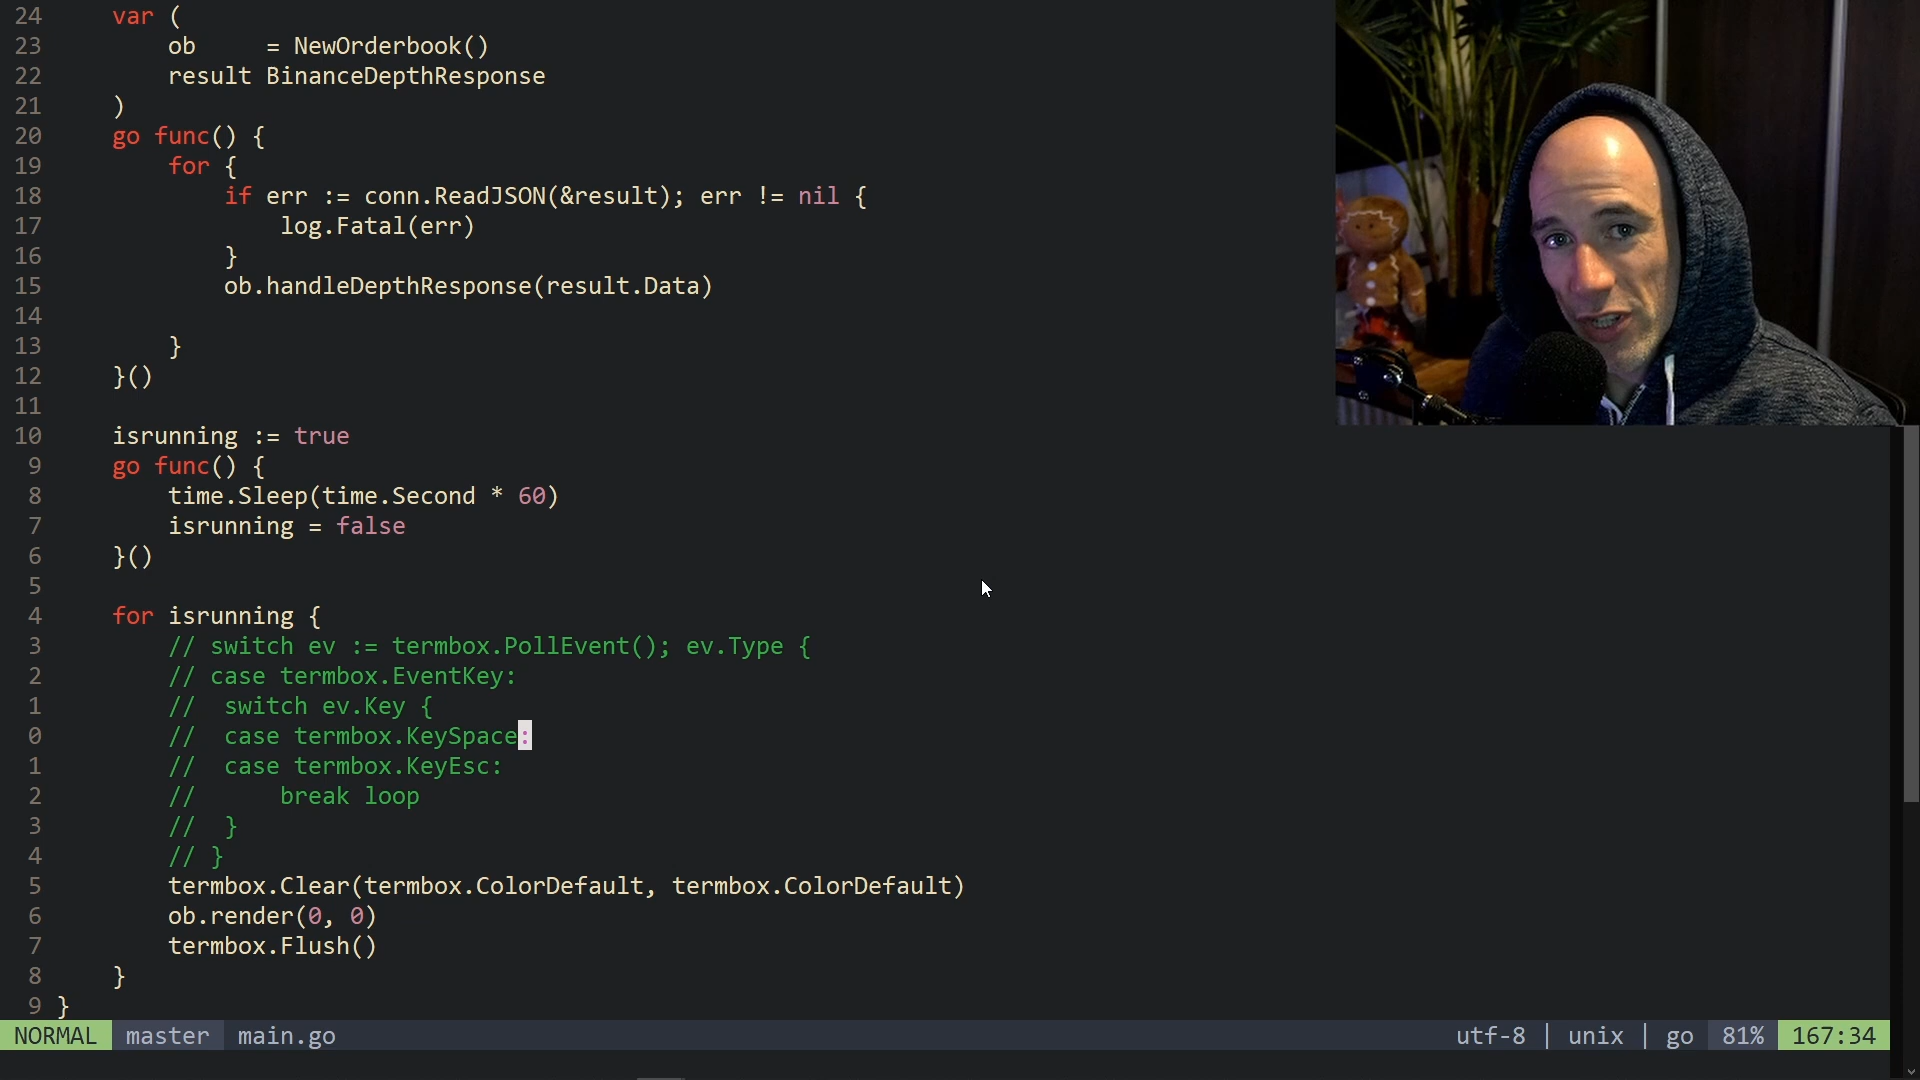 24 var (
23 ob = NewOrderbook()
22 result BinanceDepthResponse
21 )
20 go func() {
19 for {
18 if err := conn.ReadJSON(&result); err != nil {
17 log.Fatal(err)
16 }
15 ob.handleDepthResponse(result.Data)
14
13 }
12 }()
11
10 isrunning := true
9 go func() {
8 time.Sleep(time.Second * 60)
7 isrunning = false
6 }()
5
4 for isrunning {
3 // switch ev := termbox.PollEvent(); ev.Type {
2 // case termbox.EventKey:
1 // switch ev.Key {
0 // case termbox.KeySpace:
1 // case termbox.KeyEsc:
2 // break loop
3 // }
4 // }
5 termbox.Clear(termbox.ColorDefault, termbox.ColorDefault)
6 ob.render(0, 0)
7 termbox.Flush()
8 }
9 }
NORMAL master main.go utf-8 | unix | go 81% 167:34